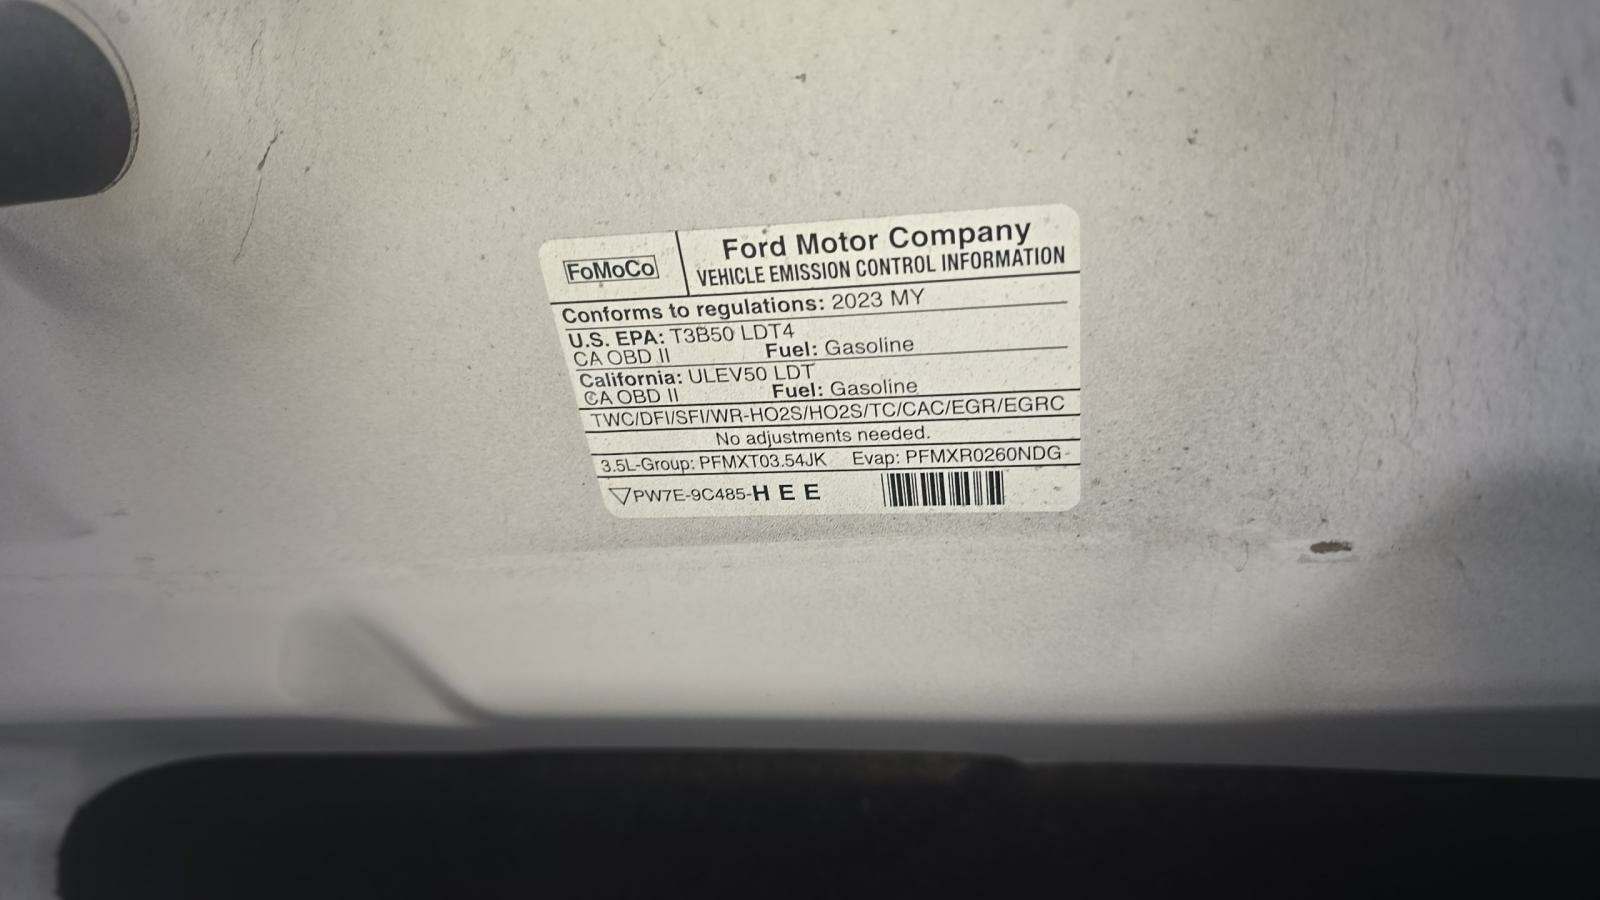 FoMoCo
Ford Motor Company
VEHICLE EMISSION CONTROL INFORMATION
Conforms to regulations: 2023 MY
U.S. EPA: T3B50 LDT4
CA OBD II Fuel: Gasoline
California: ULEV50 LDT
CA OBD II Fuel: Gasoline
TWC/DFI/SFI/WR-HO2S/HO2S/TC/CAC/EGR/EGRC
No adjustments needed.
3.5L-Group: PFMXT03.54JK Evap: PFMXR0260NDG-
PW7E-9C485-HEE